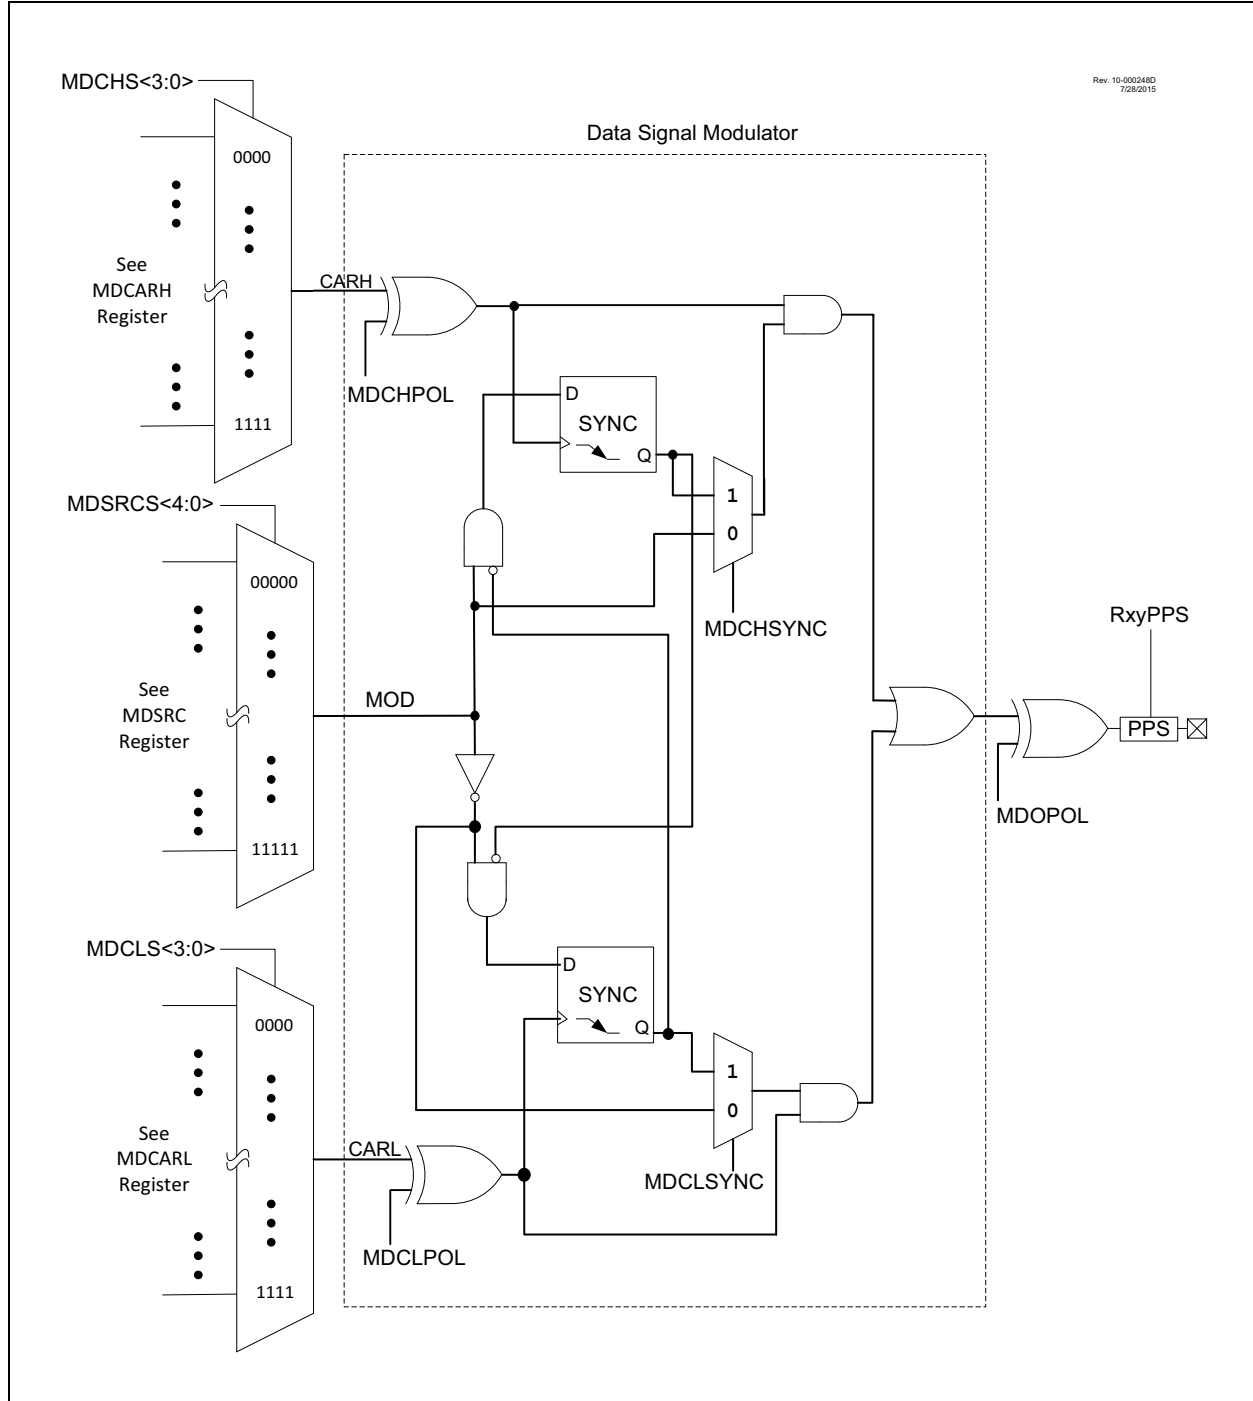 MDCHS<3:0>
Rev. 10-000248D
7/28/2015
Data Signal Modulator
0000
See
MDCARH
Register
CARH
MDCHPOL
1111
D
SYNC
Q
1
0
MDCHSYNC
MDSRCS<4:0>
00000
See
MDSRC
Register
MOD
11111
RxyPPS
PPS
MDOPOL
MDCLS<3:0>
0000
D
SYNC
Q
1
0
MDCLSYNC
See
MDCARL
Register
CARL
MDCLPOL
1111